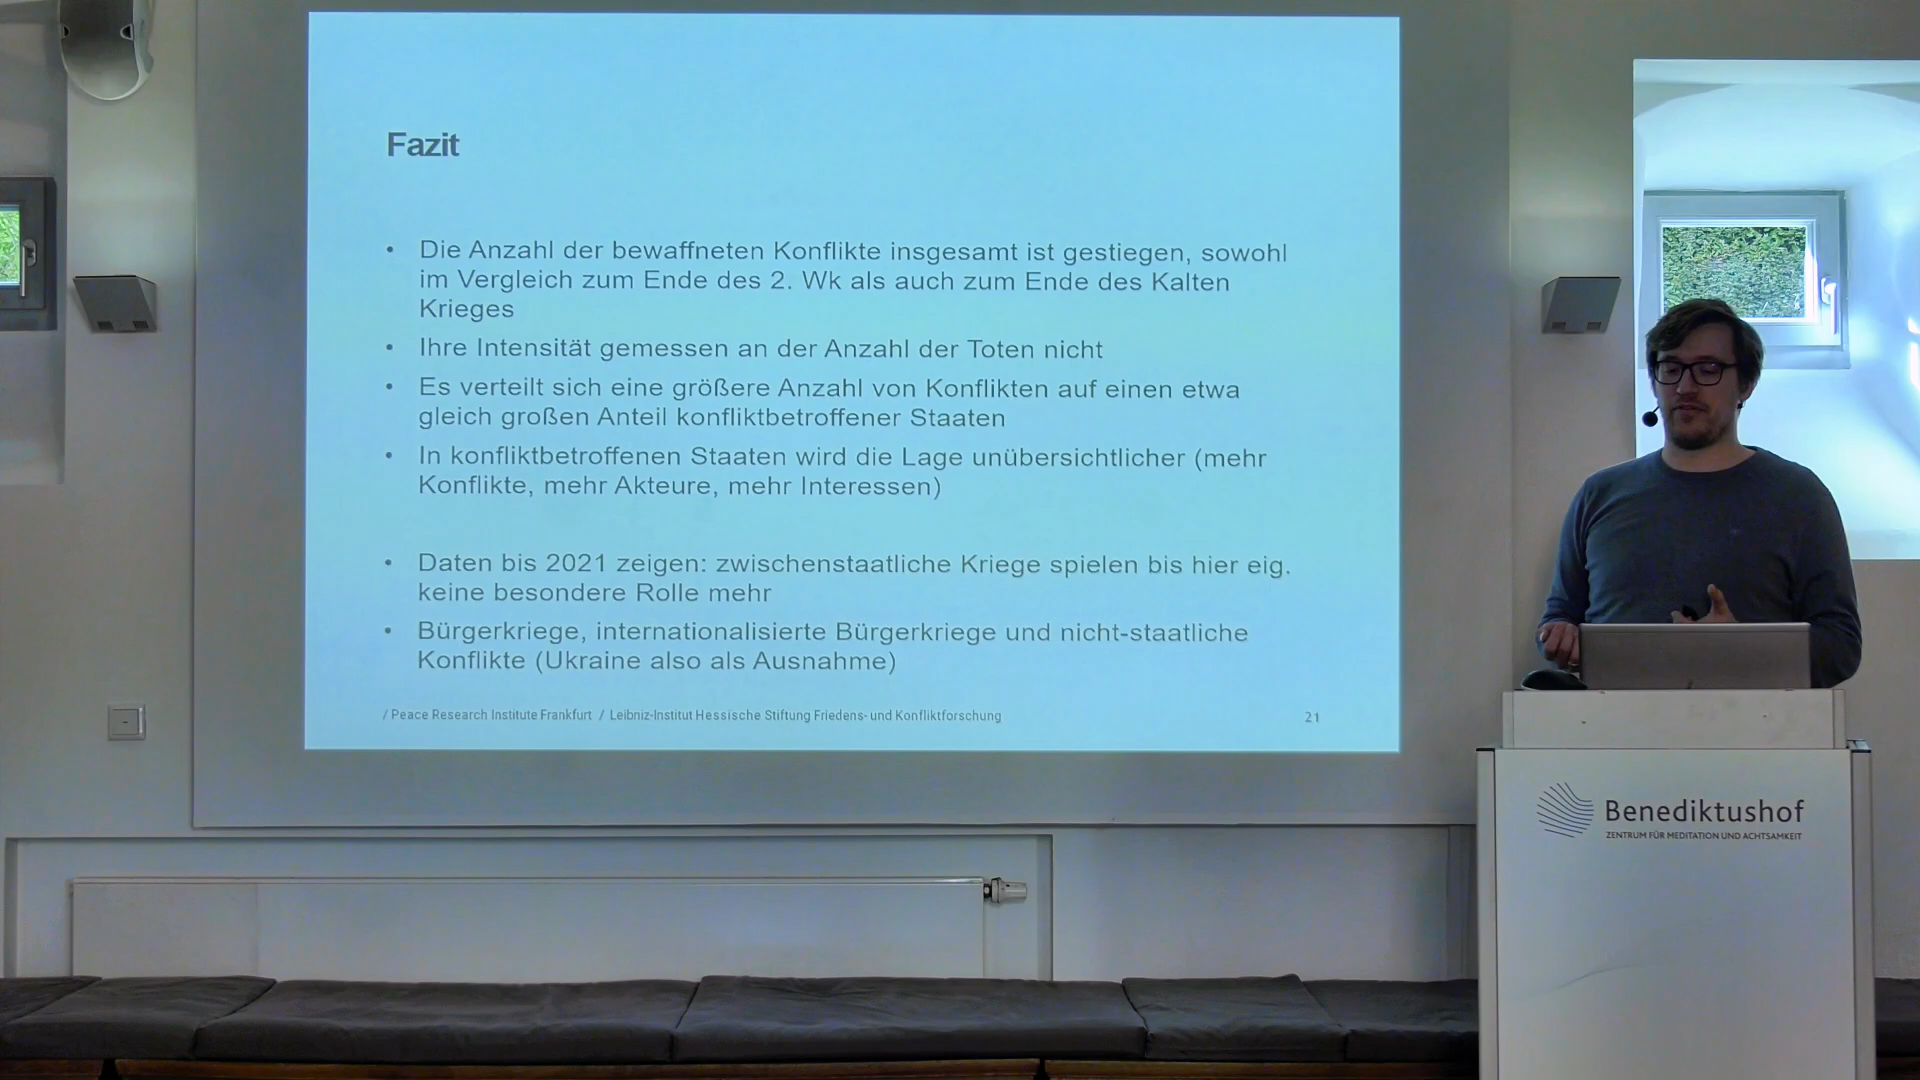 Fazit
• Die Anzahl der bewaffneten Konflikte insgesamt ist gestiegen, sowohl
im Vergleich zum Ende des 2. Wk als auch zum Ende des Kalten
Krieges
• Ihre Intensität gemessen an der Anzahl der Toten nicht
• Es verteilt sich eine größere Anzahl von Konflikten auf einen etwa
gleich großen Anteil konfliktbetroffener Staaten
• In konfliktbetroffenen Staaten wird die Lage unübersichtlicher (mehr
Konflikte, mehr Akteure, mehr Interessen)
• Daten bis 2021 zeigen: zwischenstaatliche Kriege spielen bis hier eig.
keine besondere Rolle mehr
• Bürgerkriege, internationalisierte Bürgerkriege und nicht-staatliche
Konflikte (Ukraine also als Ausnahme)
/ Peace Research Institute Frankfurt / Leibniz-Institut Hessische Stiftung Friedens- und Konfliktforschung
21
Benediktushof
ZENTRUM FÜR MEDITATION UND ACHTSAMKEIT